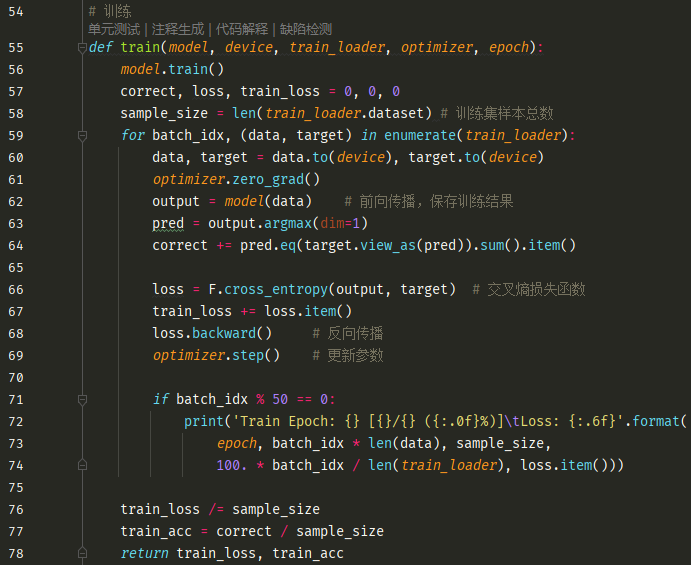 54 # 训练
单元测试 | 注释生成 | 代码解释 | 缺陷检测
55 def train(model, device, train_loader, optimizer, epoch):
56     model.train()
57     correct, loss, train_loss = 0, 0, 0
58     sample_size = len(train_loader.dataset) # 训练集样本总数
59     for batch_idx, (data, target) in enumerate(train_loader):
60         data, target = data.to(device), target.to(device)
61         optimizer.zero_grad()
62         output = model(data)    # 前向传播，保存训练结果
63         pred = output.argmax(dim=1)
64         correct += pred.eq(target.view_as(pred)).sum().item()
65
66         loss = F.cross_entropy(output, target)  # 交叉熵损失函数
67         train_loss += loss.item()
68         loss.backward()     # 反向传播
69         optimizer.step()    # 更新参数
70
71         if batch_idx % 50 == 0:
72             print('Train Epoch: {} [{}/{} ({:.0f}%)]\tLoss: {:.6f}'.format(
73                 epoch, batch_idx * len(data), sample_size,
74                 100. * batch_idx / len(train_loader), loss.item()))
75
76     train_loss /= sample_size
77     train_acc = correct / sample_size
78     return train_loss, train_acc